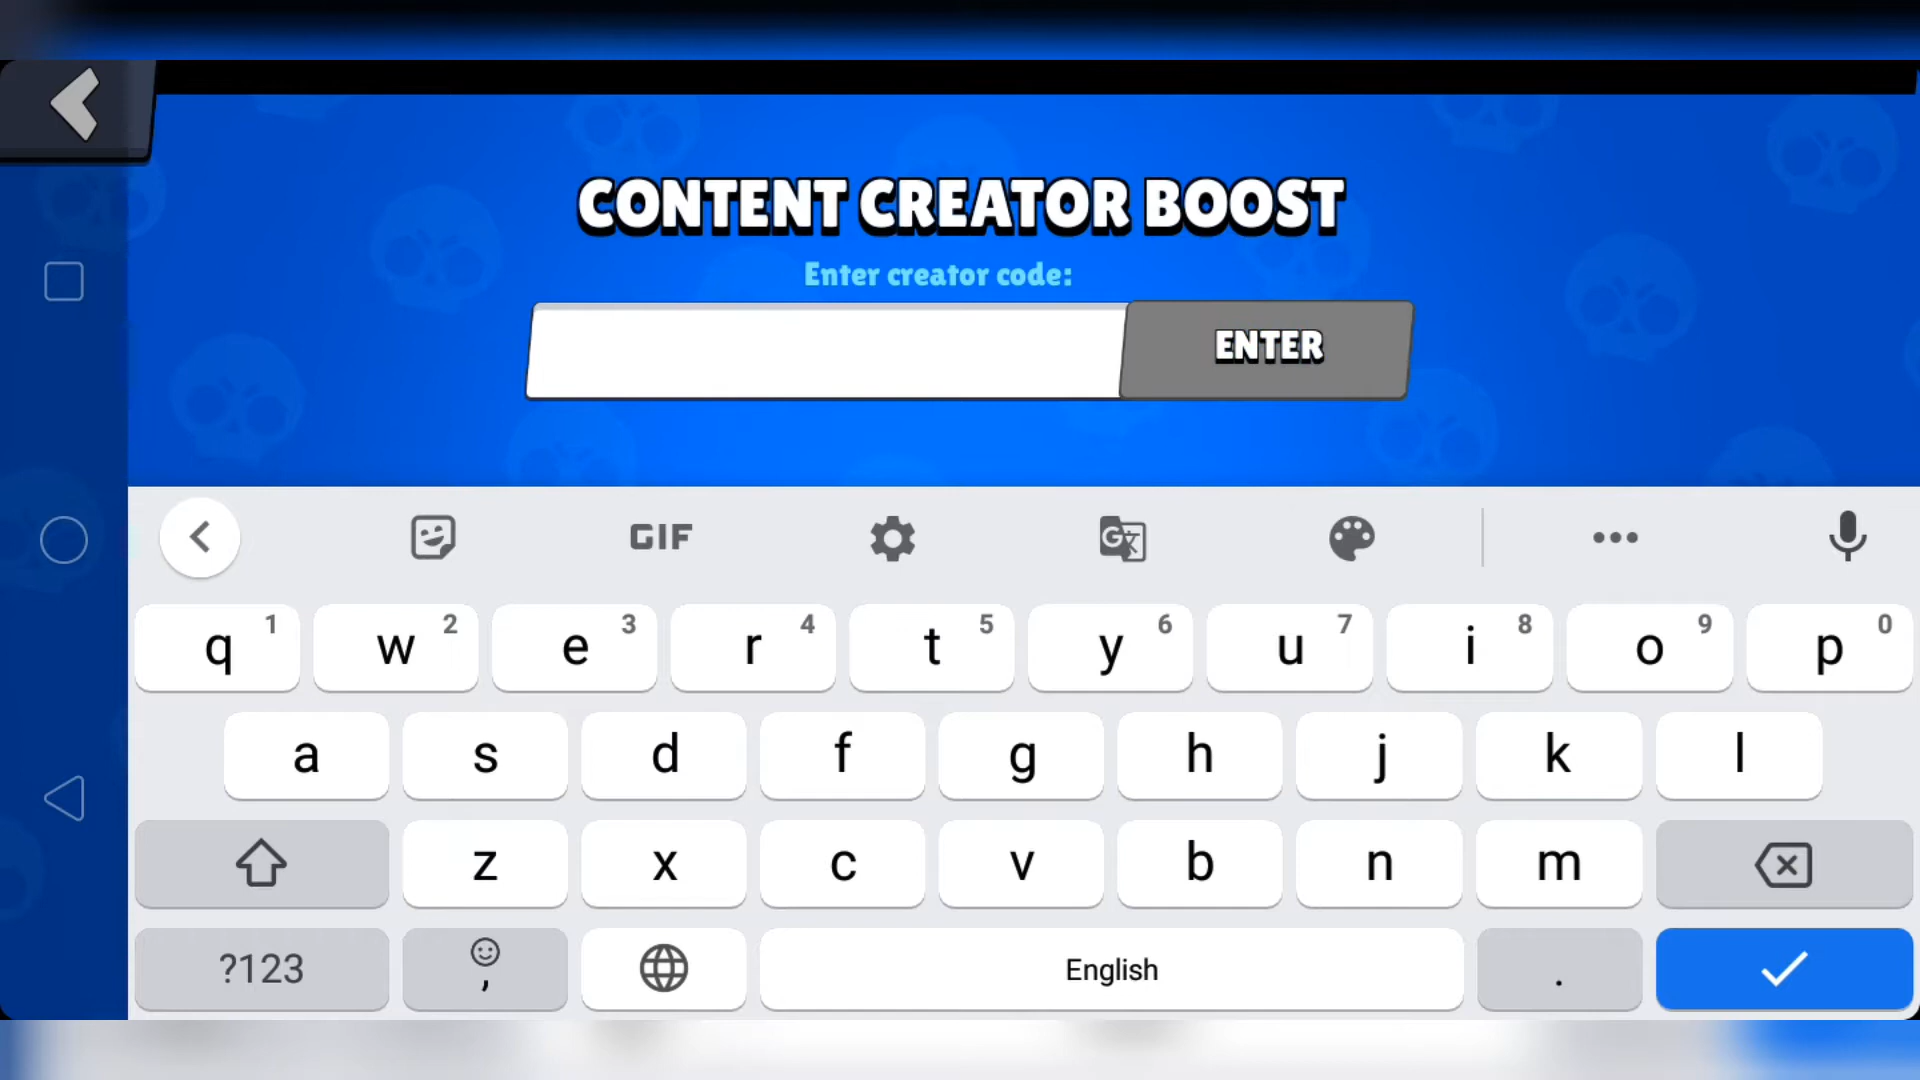 CONTENT CREATOR BOOST
Enter creator code:
ENTER
GIF
G
q 1 w 2 e 3 r 4 t 5 y 6 u 7 i 8 o 9 p 0
a s d f g h j k l
z x c v b n m
?123 , English .